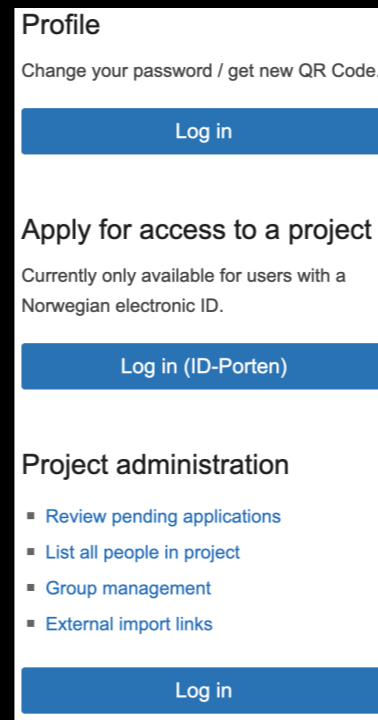 Profile
Change your password / get new QR Code.
Log in
Apply for access to a project
Currently only available for users with a
Norwegian electronic ID.
Log in (ID-Porten)
Project administration
Review pending applications
List all people in project
Group management
External import links
Log in